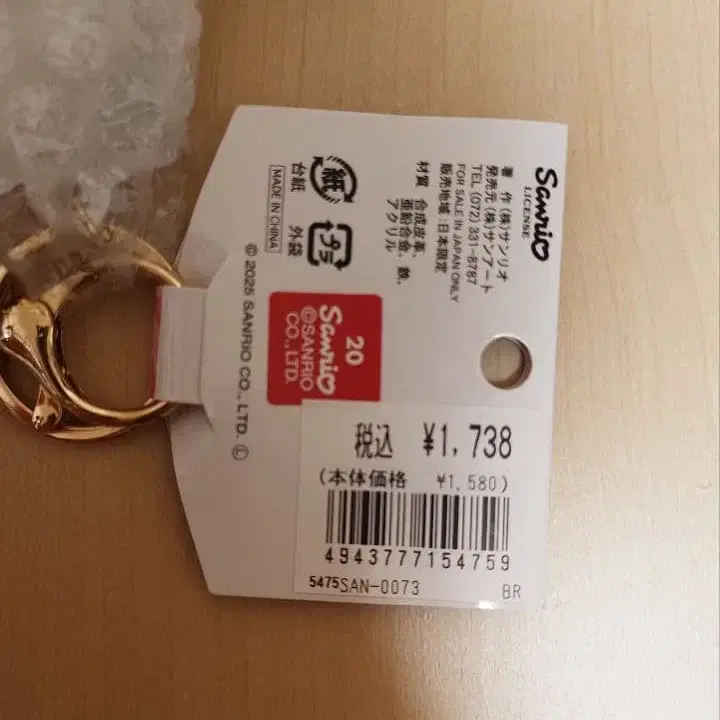 Sanrio
LICENSE
著　作 (株)サンリオ
発売元 (株)サンアート
TEL (072) 331-8787
FOR SALE IN JAPAN ONLY
販売地域：日本限定
材質　合成皮革、
亜鉛合金、鉄、
アクリル
紙
台紙
プラ
外袋
MADE IN CHINA
© 2025 SANRIO CO., LTD. Ⓛ
20
Sanrio
©SANRIO
CO., LTD.
税込 ¥1,738
(本体価格 ¥1,580)
4943777154759
5475SAN-0073 BR